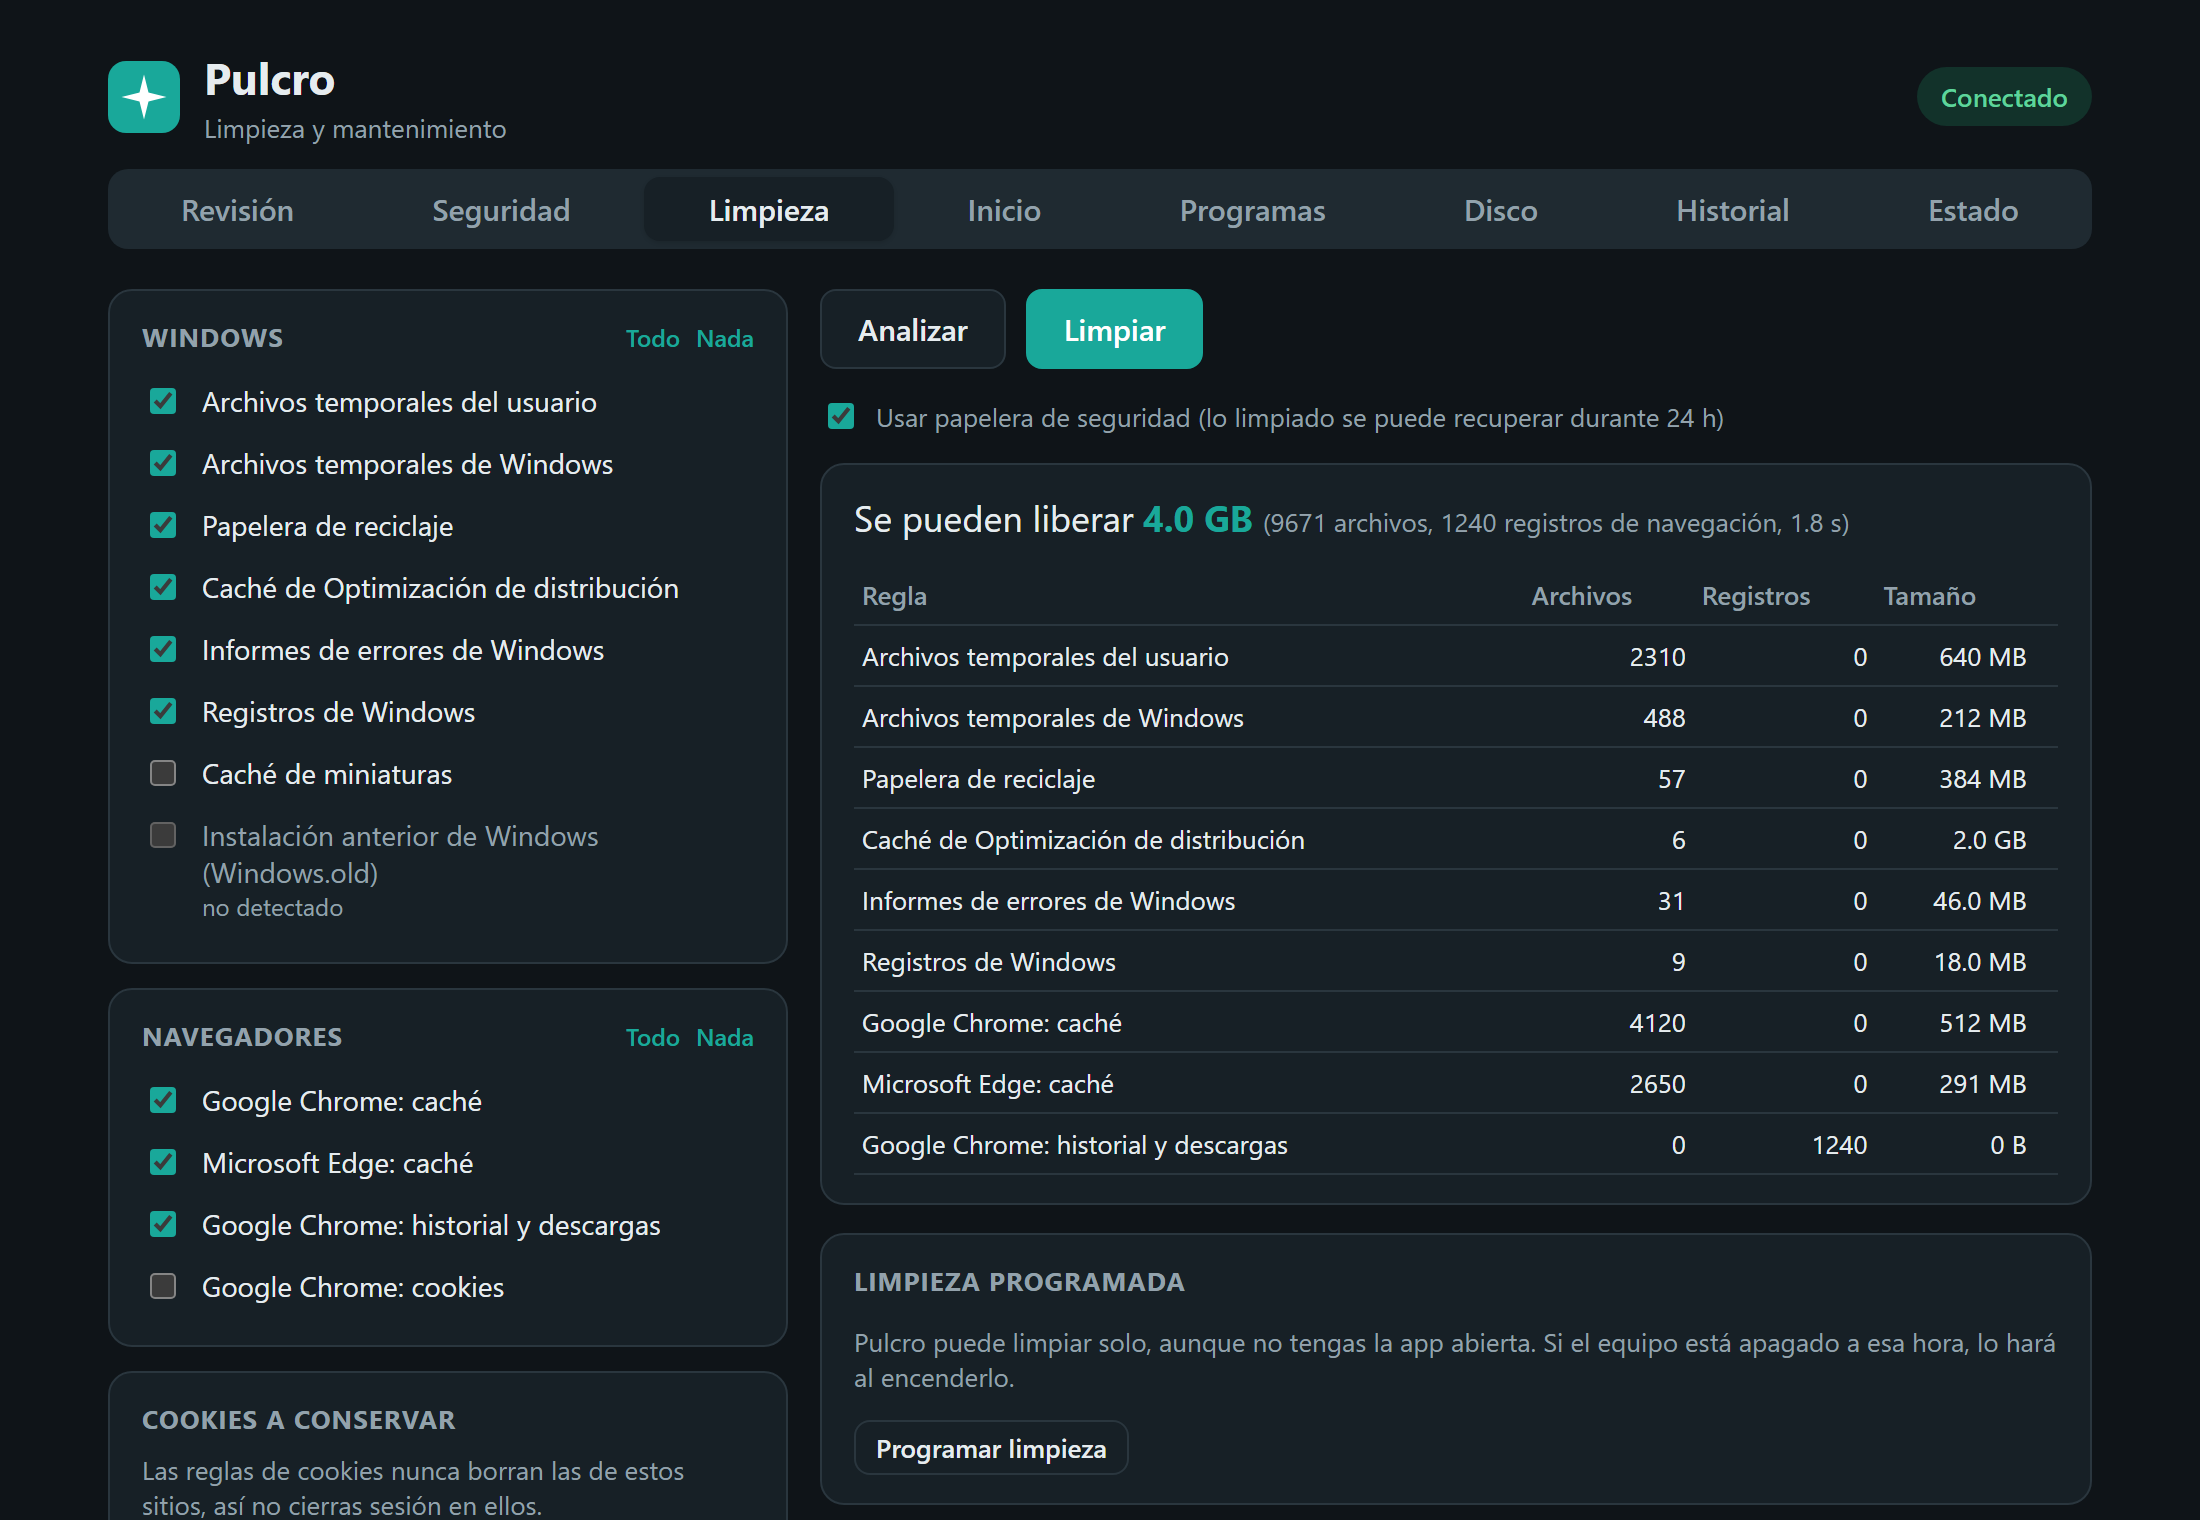 Pulcro
Limpieza y mantenimiento
Conectado
Revisión
Seguridad
Limpieza
Inicio
Programas
Disco
Historial
Estado
WINDOWS
Todo
Nada
Archivos temporales del usuario
Archivos temporales de Windows
Papelera de reciclaje
Caché de Optimización de distribución
Informes de errores de Windows
Registros de Windows
Caché de miniaturas
Instalación anterior de Windows
(Windows.old)
no detectado
NAVEGADORES
Todo
Nada
Google Chrome: caché
Microsoft Edge: caché
Google Chrome: historial y descargas
Google Chrome: cookies
COOKIES A CONSERVAR
Las reglas de cookies nunca borran las de estos
sitios, así no cierras sesión en ellos.
Analizar
Limpiar
Usar papelera de seguridad (lo limpiado se puede recuperar durante 24 h)
Se pueden liberar 4.0 GB (9671 archivos, 1240 registros de navegación, 1.8 s)
Regla Archivos Registros Tamaño
Archivos temporales del usuario 2310 0 640 MB
Archivos temporales de Windows 488 0 212 MB
Papelera de reciclaje 57 0 384 MB
Caché de Optimización de distribución 6 0 2.0 GB
Informes de errores de Windows 31 0 46.0 MB
Registros de Windows 9 0 18.0 MB
Google Chrome: caché 4120 0 512 MB
Microsoft Edge: caché 2650 0 291 MB
Google Chrome: historial y descargas 0 1240 0 B
LIMPIEZA PROGRAMADA
Pulcro puede limpiar solo, aunque no tengas la app abierta. Si el equipo está apagado a esa hora, lo hará
al encenderlo.
Programar limpieza